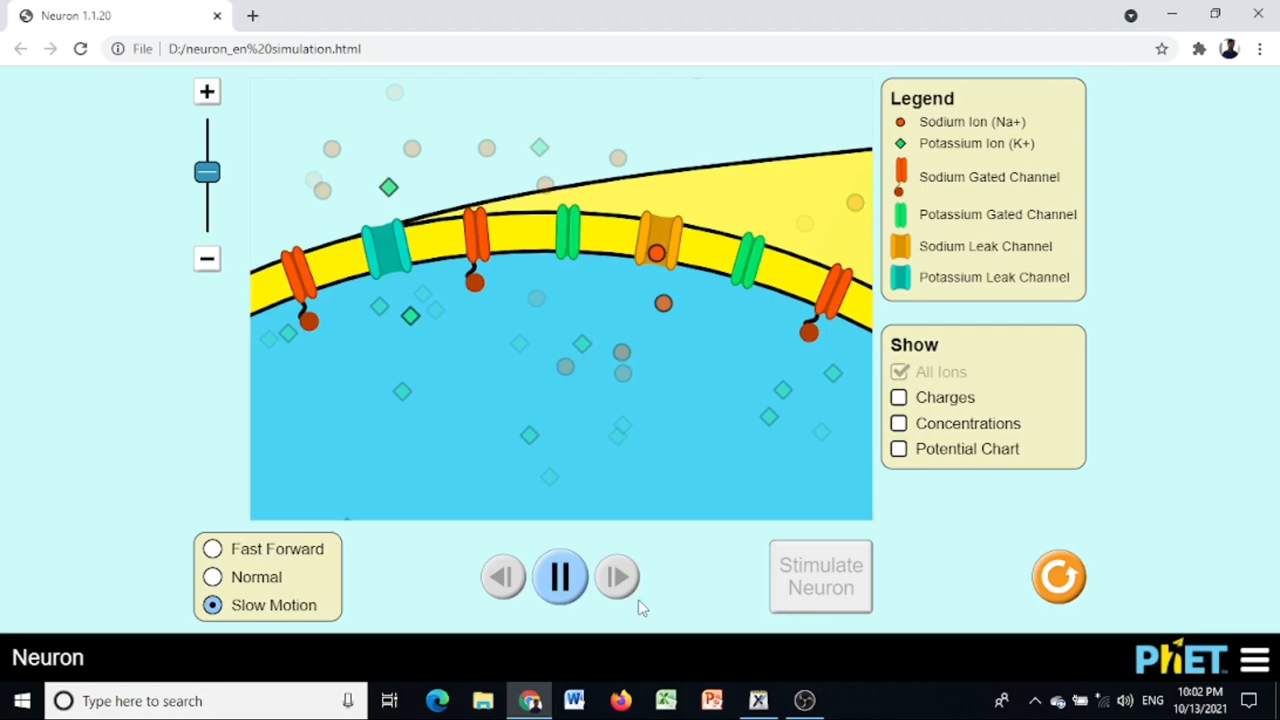 Neuron 1.1.20
File
D:/neuron_en%20simulation.html
Legend
Sodium Ion (Na+)
Potassium Ion (K+)
Sodium Gated Channel
Potassium Gated Channel
Sodium Leak Channel
Potassium Leak Channel
Show
All Ions
Charges
Concentrations
Potential Chart
Fast Forward
Normal
Slow Motion
Stimulate
Neuron
Neuron
PhET
Type here to search
ENG
10:02 PM
10/13/2021